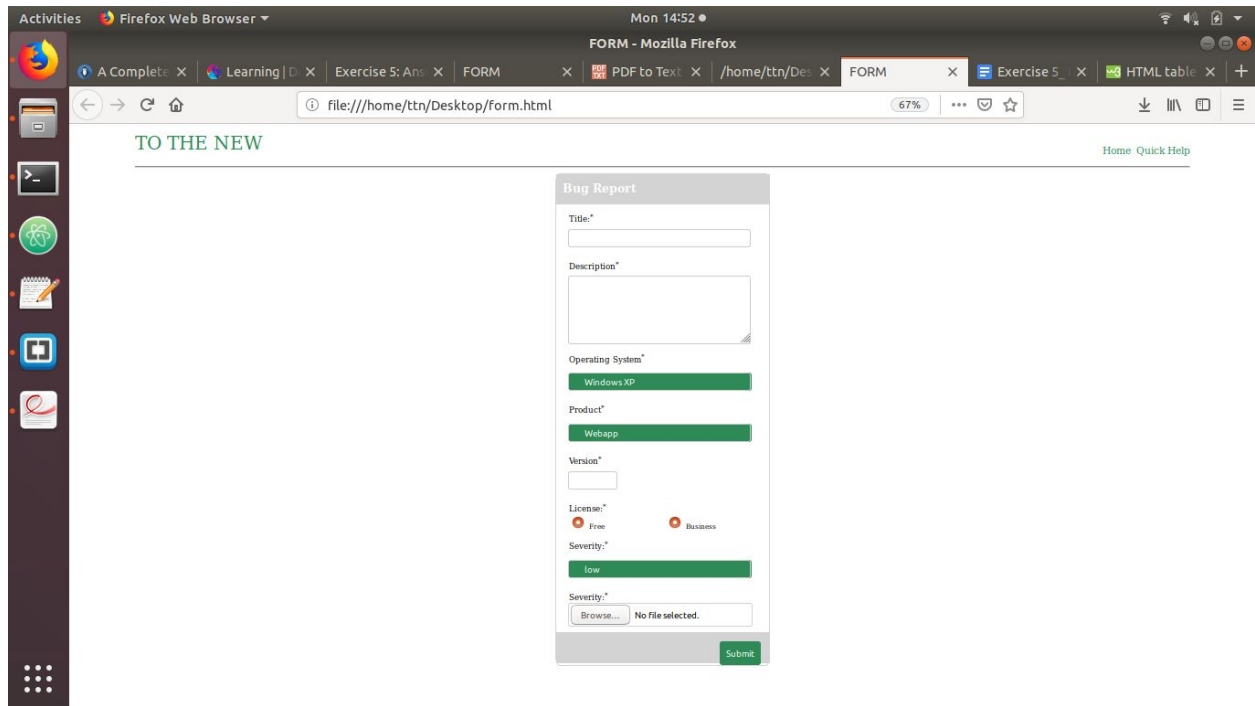 Activities Firefox Web Browser Mon 14:52
FORM - Mozilla Firefox
A Complete Learning | D Exercise 5: Ans FORM PDF to Text /home/ttn/Des FORM Exercise 5_ HTML table
file:///home/ttn/Desktop/form.html 67%
TO THE NEW
Home Quick Help
Bug Report
Title:*
Description*
Operating System*
Windows XP
Product*
Webapp
Version*
License:*
Free Business
Severity:*
low
Severity:*
Browse... No file selected.
Submit